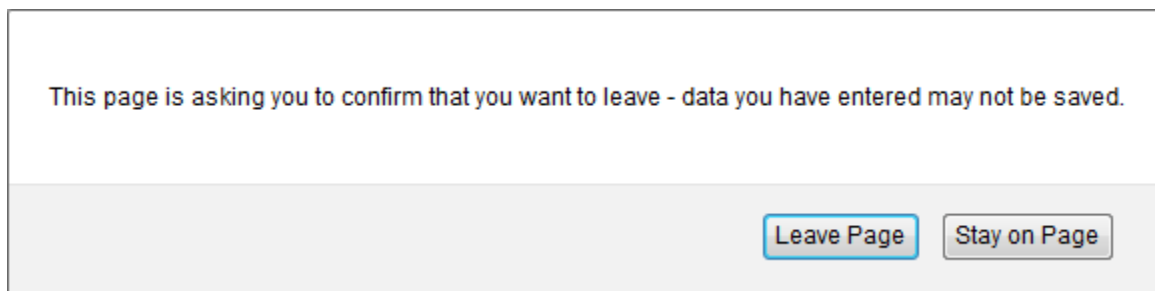 This page is asking you to confirm that you want to leave - data you have entered may not be saved.
Leave Page Stay on Page